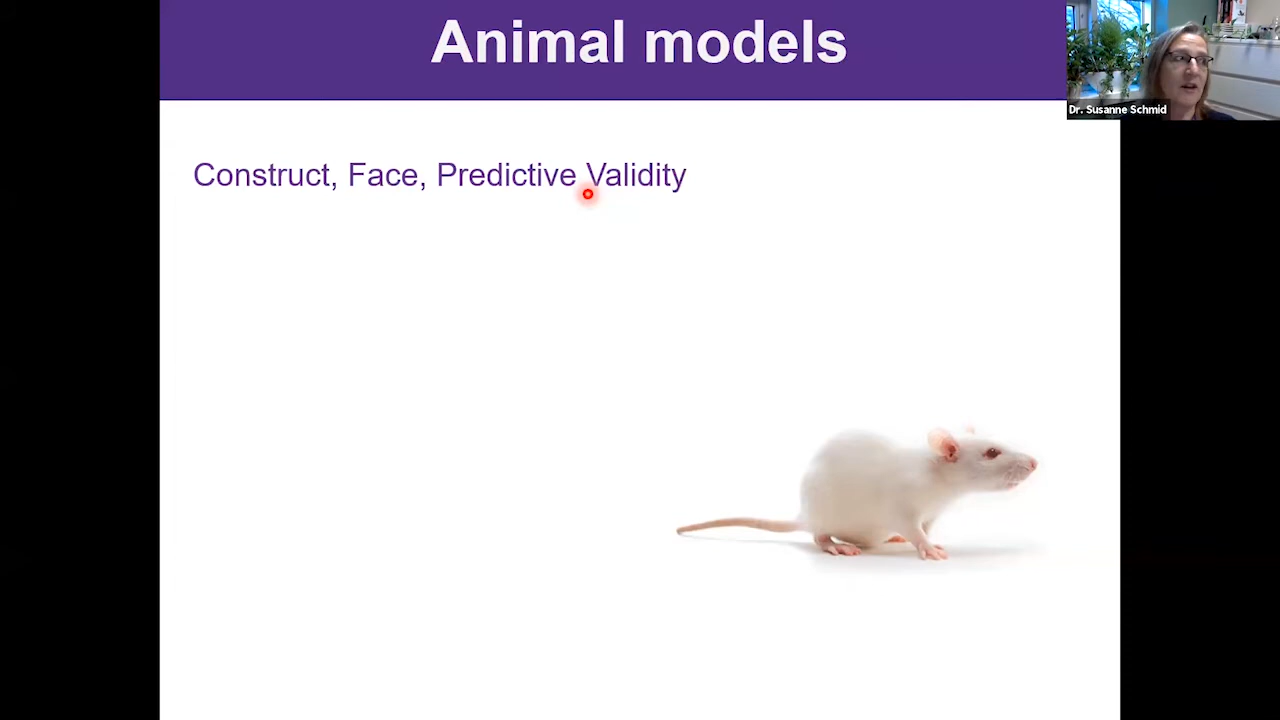 Animal models
Dr. Susanne Schmid
Construct, Face, Predictive Validity